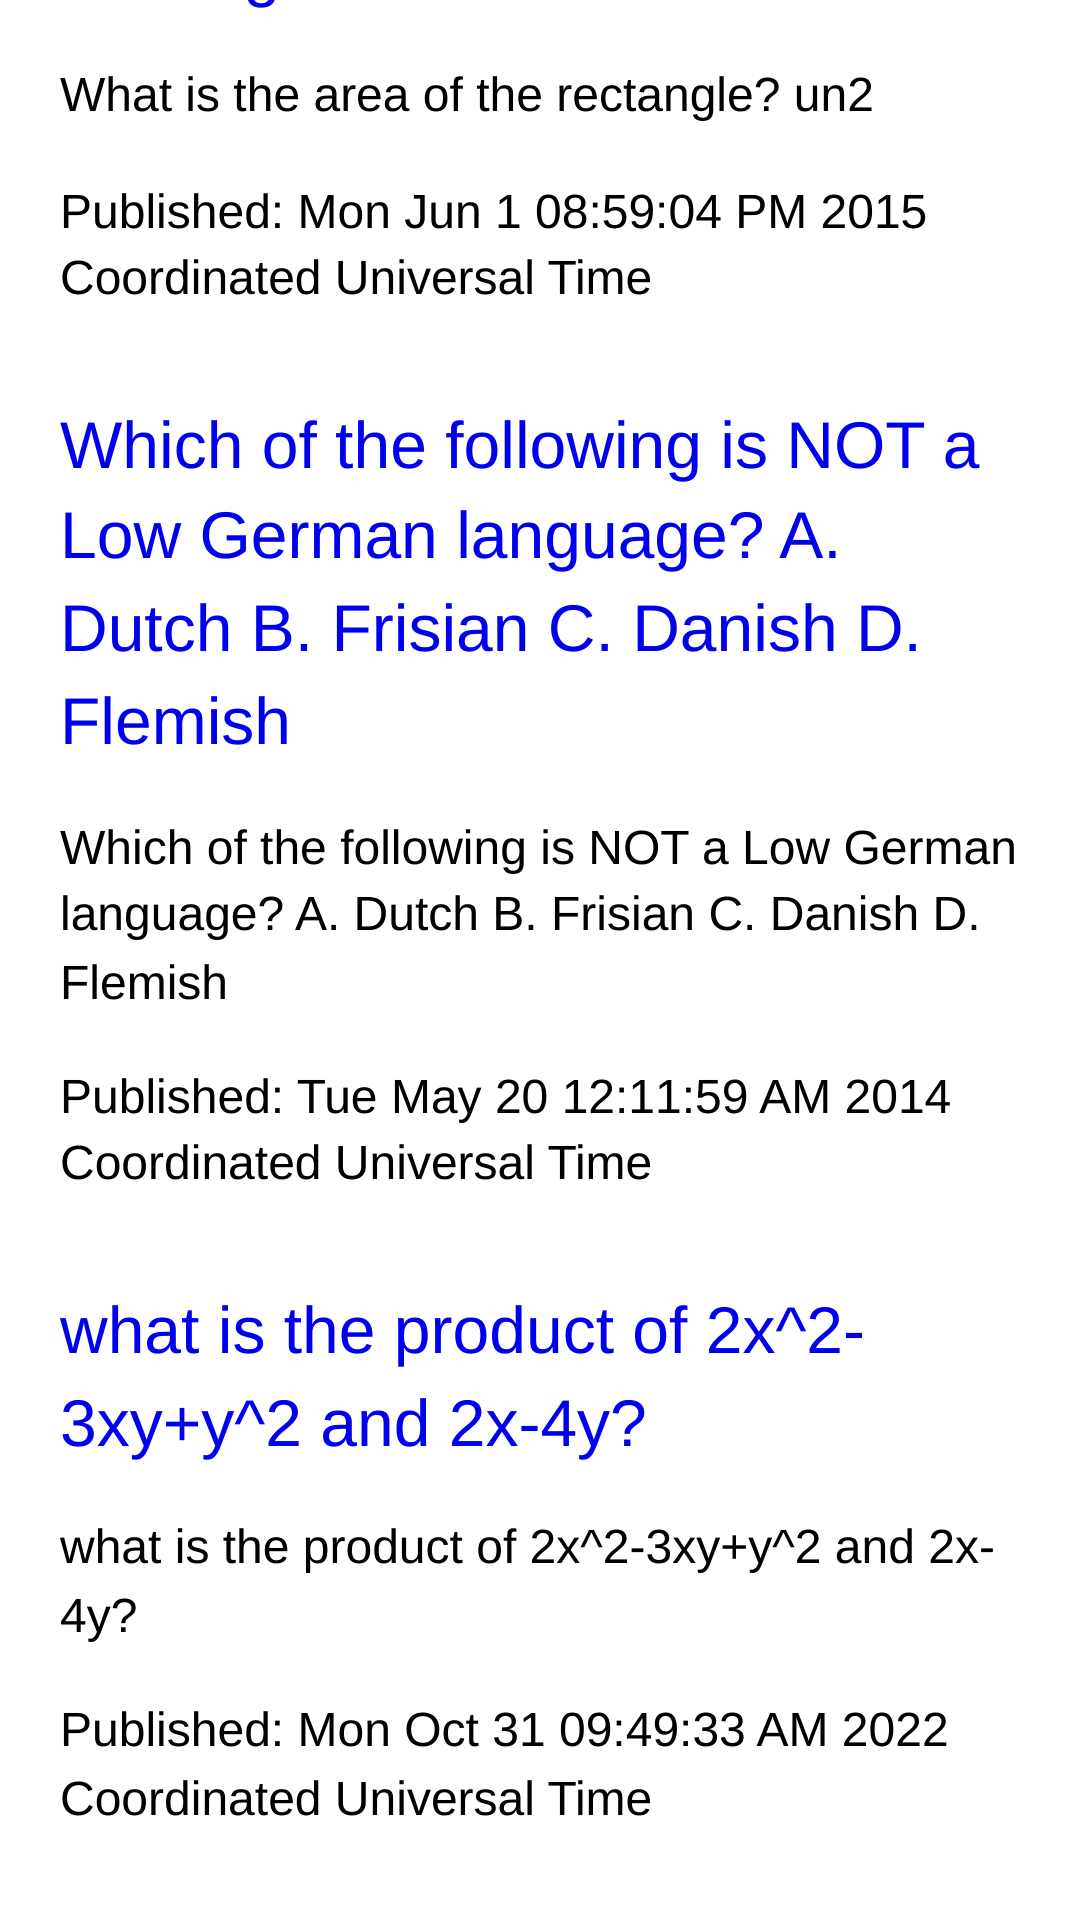 What is the area of the rectangle? un2
Published: Mon Jun 1 08:59:04 PM 2015
Coordinated Universal Time
Which of the following is NOT a
Low German language? A.
Dutch B. Frisian C. Danish D.
Flemish
Which of the following is NOT a Low German
language? A. Dutch B. Frisian C. Danish D.
Flemish
Published: Tue May 20 12:11:59 AM 2014
Coordinated Universal Time
what is the product of 2x^2-
3xy+y^2 and 2x-4y?
what is the product of 2x^2-3xy+y^2 and 2x-
4y?
Published: Mon Oct 31 09:49:33 AM 2022
Coordinated Universal Time